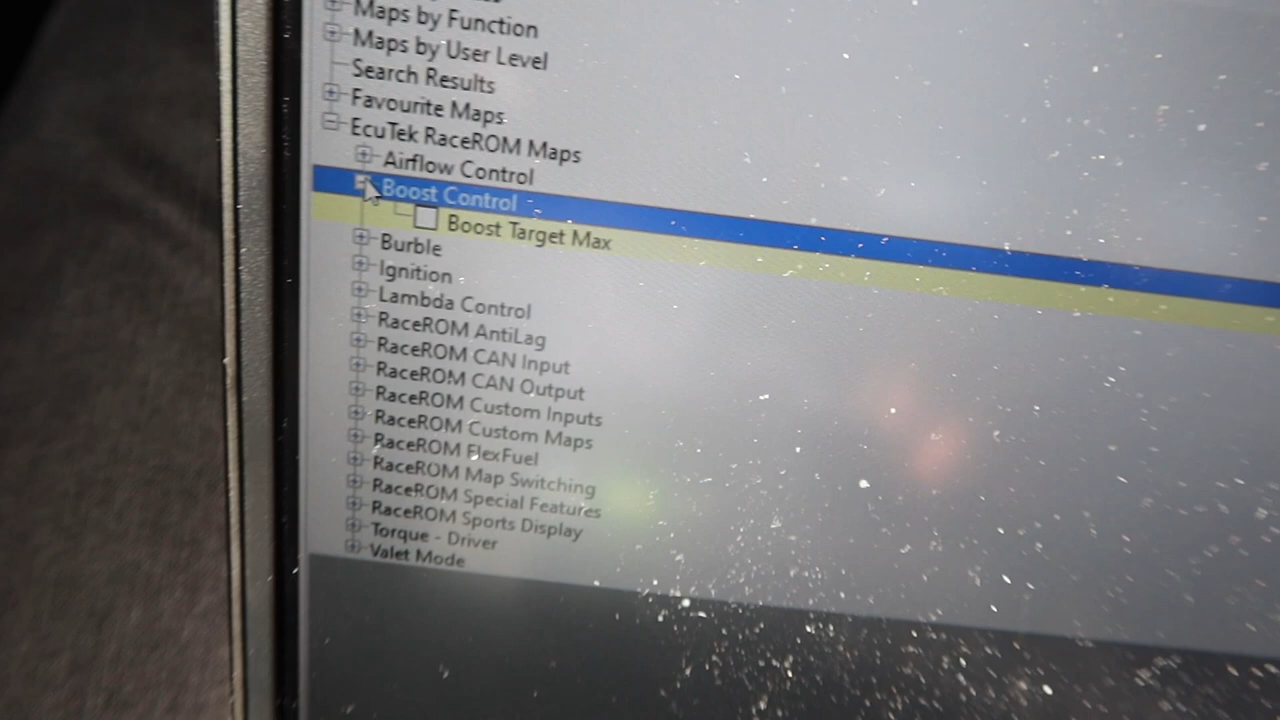 Maps by Function
Maps by User Level
Search Results
Favourite Maps
EcuTek RaceROM Maps
Airflow Control
Boost Control
Boost Target Max
Burble
Ignition
Lambda Control
RaceROM AntiLag
RaceROM CAN Input
RaceROM CAN Output
RaceROM Custom Inputs
RaceROM Custom Maps
RaceROM FlexFuel
RaceROM Map Switching
RaceROM Special Features
RaceROM Sports Display
Torque - Driver
Valet Mode